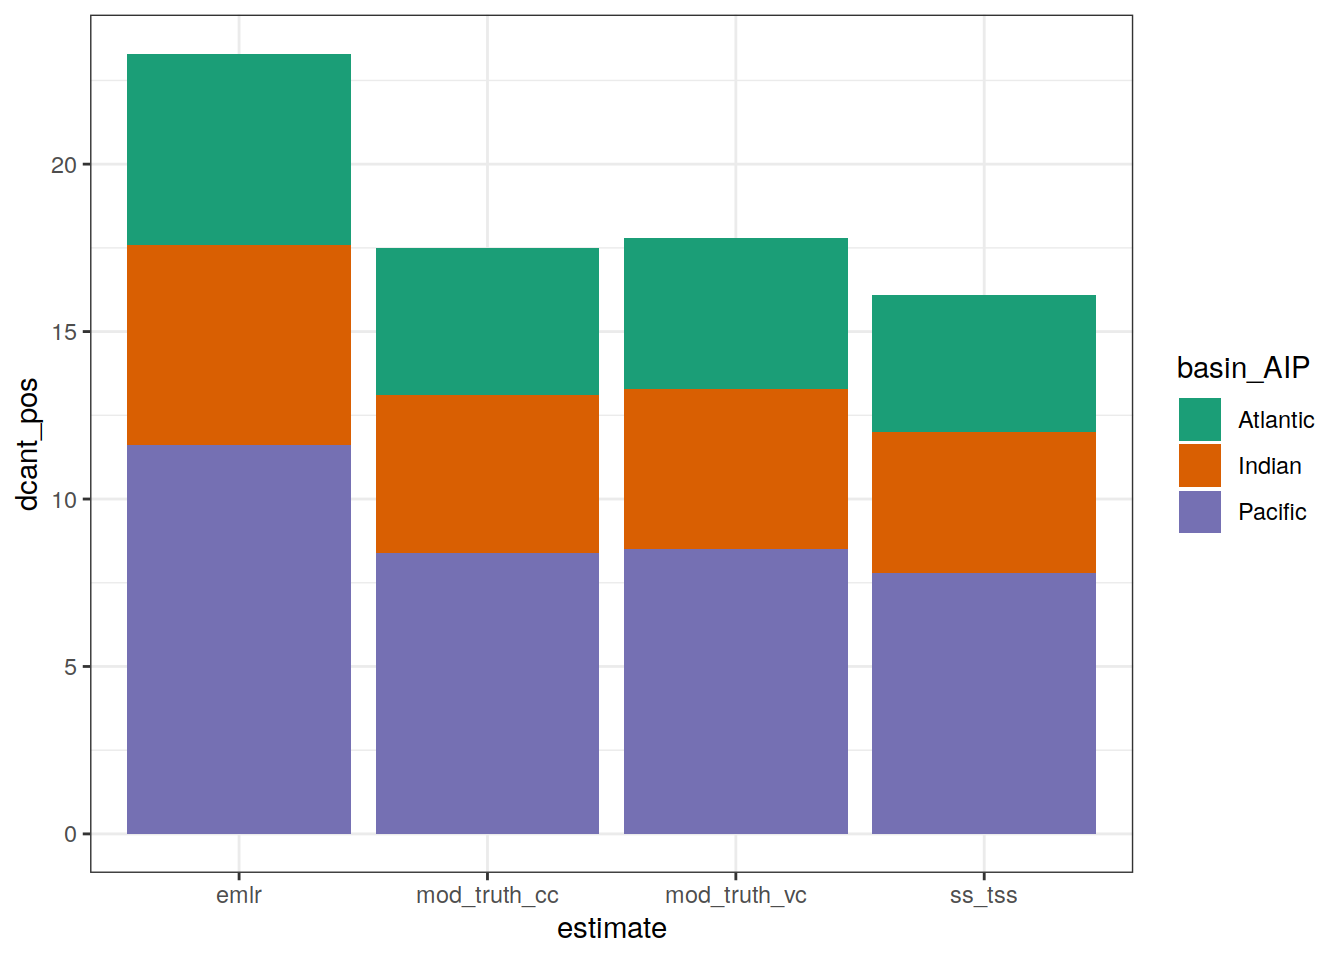 dcant_pos
20
15
10
5
0
emlr
mod_truth_cc
mod_truth_vc
ss_tss
estimate
basin_AIP
Atlantic
Indian
Pacific